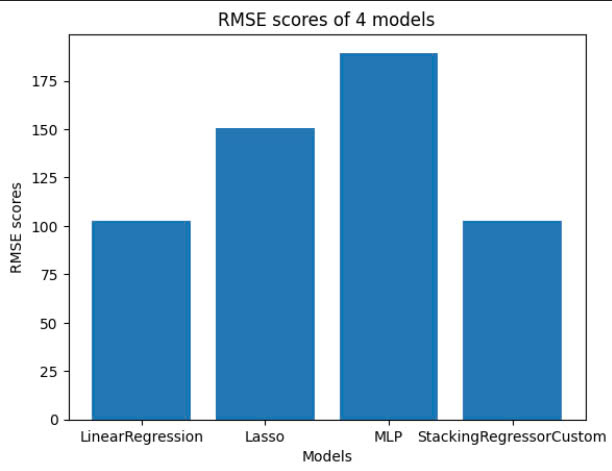 RMSE scores of 4 models
RMSE scores
175
150
125
100
75
50
25
0
LinearRegression Lasso MLP StackingRegressorCustom
Models